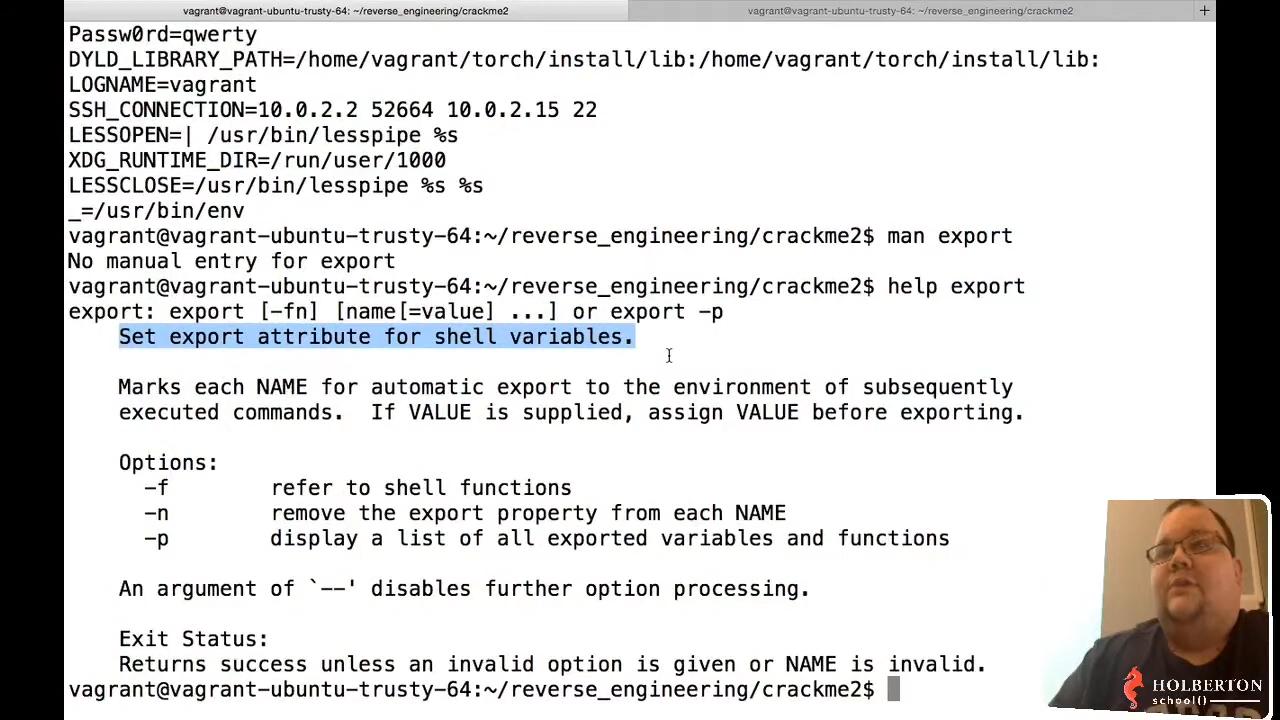 vagrant@vagrant-ubuntu-trusty-64: ~/reverse_engineering/crackme2
vagrant@vagrant-ubuntu-trusty-64: ~/reverse_engineering/crackme2
+
Passw0rd=qwerty
DYLD_LIBRARY_PATH=/home/vagrant/torch/install/lib:/home/vagrant/torch/install/lib:
LOGNAME=vagrant
SSH_CONNECTION=10.0.2.2 52664 10.0.2.15 22
LESSOPEN=| /usr/bin/lesspipe %s
XDG_RUNTIME_DIR=/run/user/1000
LESSCLOSE=/usr/bin/lesspipe %s %s
_=/usr/bin/env
vagrant@vagrant-ubuntu-trusty-64:~/reverse_engineering/crackme2$ man export
No manual entry for export
vagrant@vagrant-ubuntu-trusty-64:~/reverse_engineering/crackme2$ help export
export: export [-fn] [name[=value] ...] or export -p
Set export attribute for shell variables.
Marks each NAME for automatic export to the environment of subsequently
executed commands.  If VALUE is supplied, assign VALUE before exporting.
Options:
-f        refer to shell functions
-n        remove the export property from each NAME
-p        display a list of all exported variables and functions
An argument of `--' disables further option processing.
Exit Status:
Returns success unless an invalid option is given or NAME is invalid.
vagrant@vagrant-ubuntu-trusty-64:~/reverse_engineering/crackme2$
HOLBERTON
school()